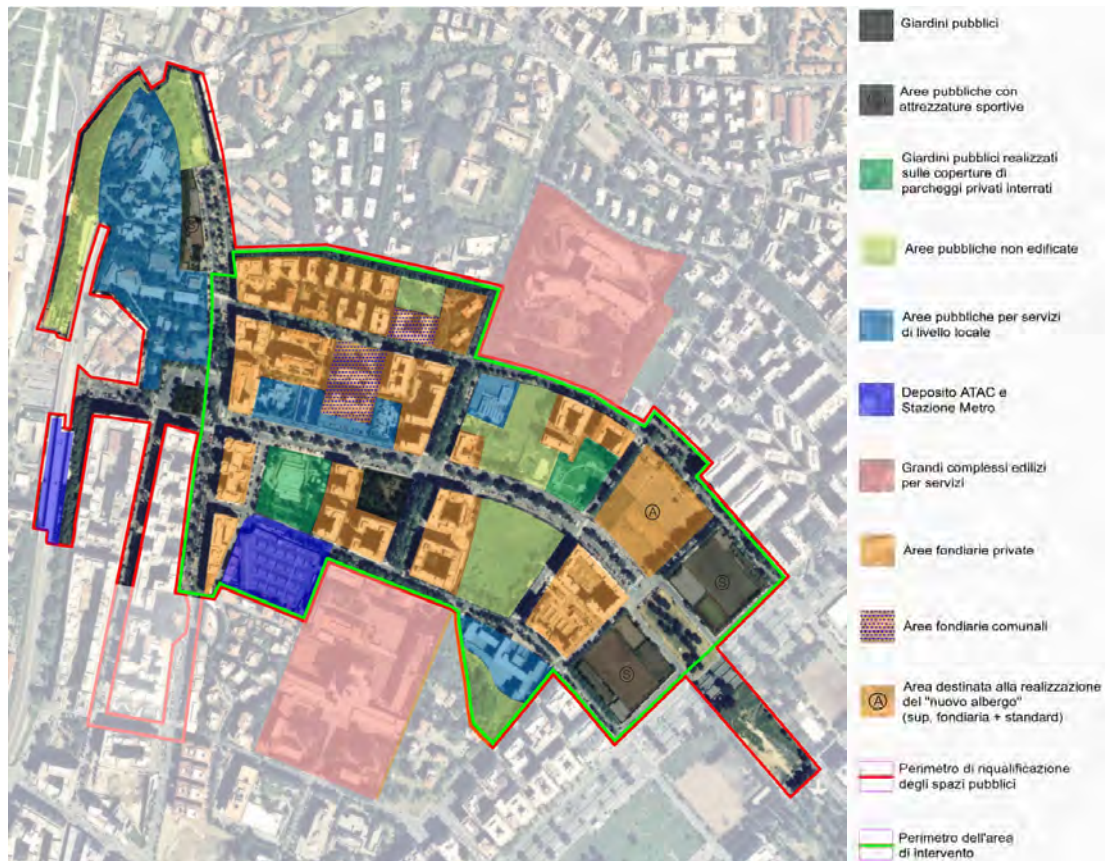 Giardini pubblici
Aree pubbliche con
attrezzature sportive
Giardini pubblici realizzati
sulle coperture di
parcheggi privati interrati
Aree pubbliche non edificate
Aree pubbliche per servizi
di livello locale
Deposito ATAC e
Stazione Metro
Grandi complessi edilizi
per servizi
Aree fondiarie private
Aree fondiarie comunali
A
Area destinata alla realizzazione
del "nuovo albergo"
(sup. fondiaria + standard)
Perimetro di riqualificazione
degli spazi pubblici
Perimetro dell'area
di intervento
A
S
S